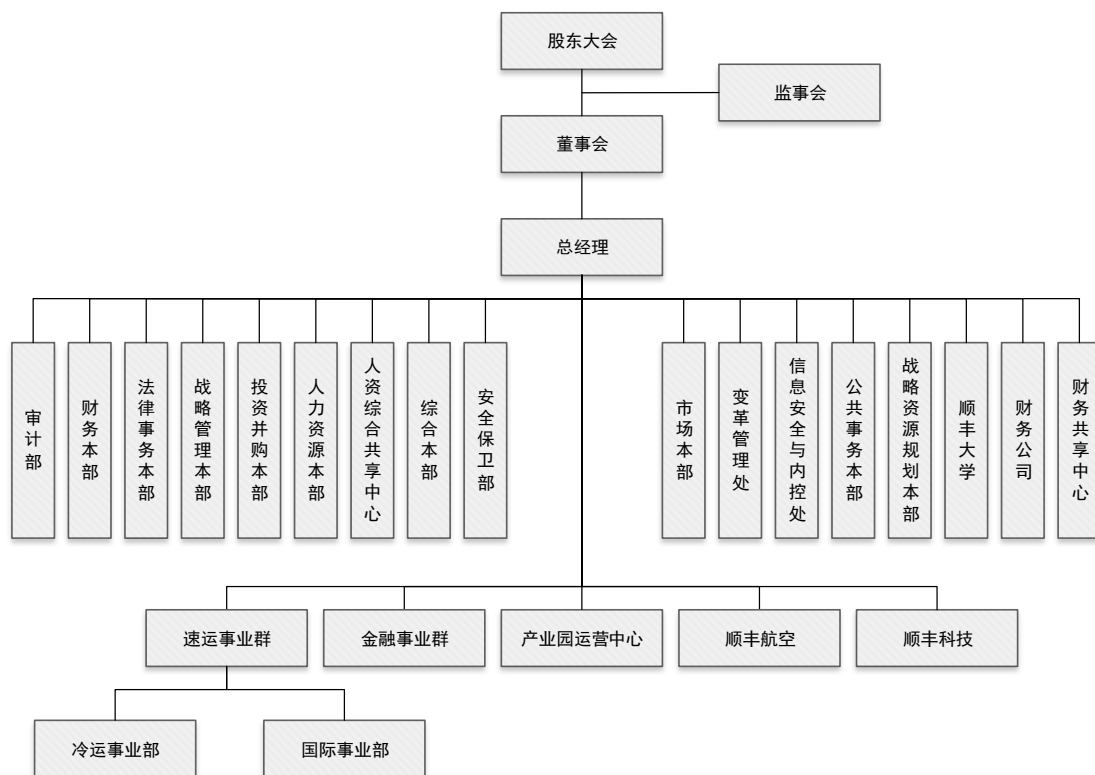 股东大会
监事会
董事会
总经理
审计部
财务本部
法律事务本部
战略管理本部
投资并购本部
人力资源本部
人资综合共享中心
综合本部
安全保卫部
市场本部
变革管理处
信息安全与内控处
公共事务本部
战略资源规划本部
顺丰大学
财务公司
财务共享中心
速运事业群
金融事业群
产业园运营中心
顺丰航空
顺丰科技
冷运事业部
国际事业部